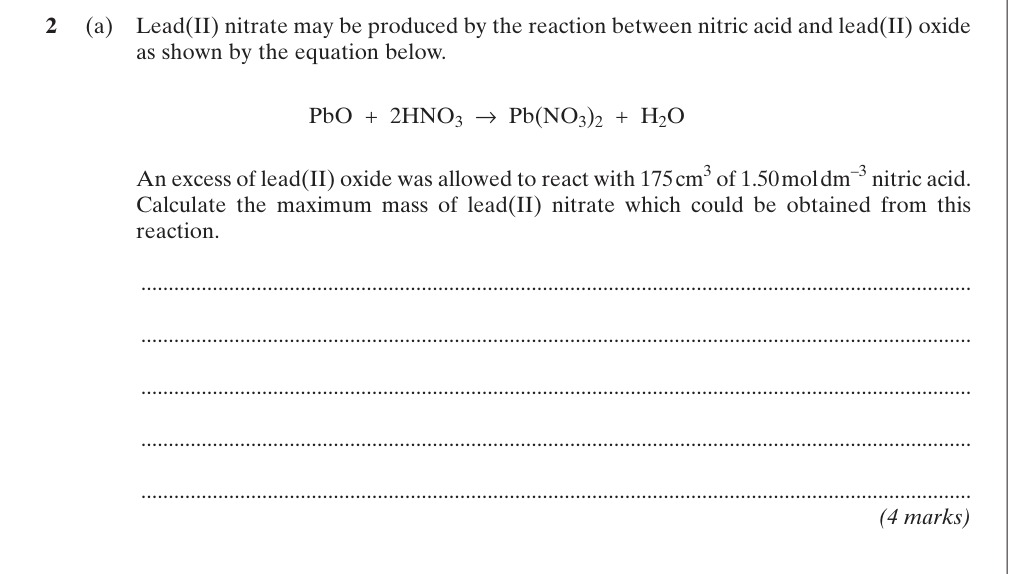 2 (a) Lead(II) nitrate may be produced by the reaction between nitric acid and lead(II) oxide
as shown by the equation below.
PbO + 2HNO₃ → Pb(NO₃)₂ + H₂O
An excess of lead(II) oxide was allowed to react with 175 cm³ of 1.50 mol dm⁻³ nitric acid.
Calculate the maximum mass of lead(II) nitrate which could be obtained from this
reaction.
(4 marks)